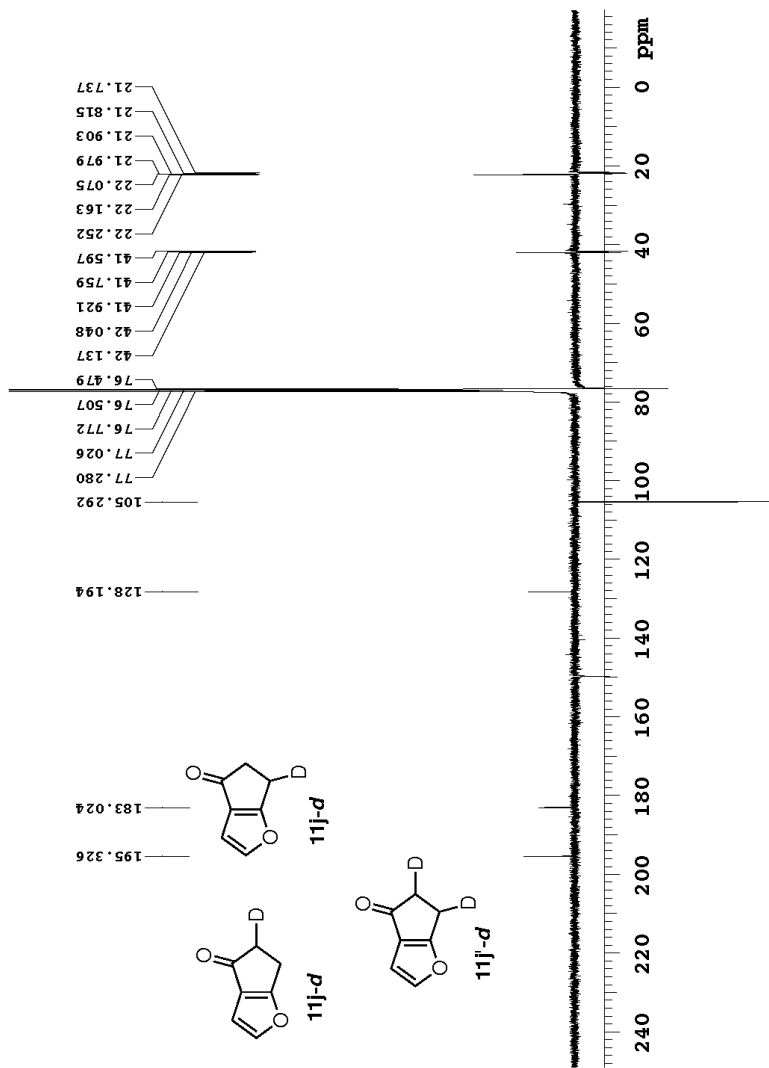 21.737
21.815
21.903
21.979
22.075
22.163
22.252
41.597
41.759
41.921
42.048
42.137
76.479
76.507
76.772
77.026
77.280
105.292
128.194
183.024
195.326
O
D
O
11j-d
O
D
O
11j-d
O
D
D
O
11j'-d
ppm
0
20
40
60
80
100
120
140
160
180
200
220
240